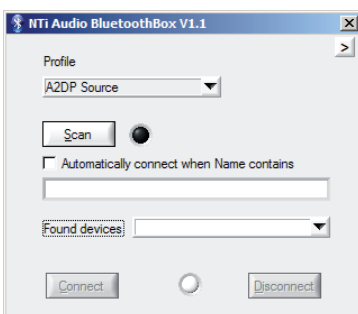 NTi Audio BluetoothBox V1.1
>
Profile
A2DP Source
Scan
Automatically connect when Name contains
Found devices
Connect Disconnect